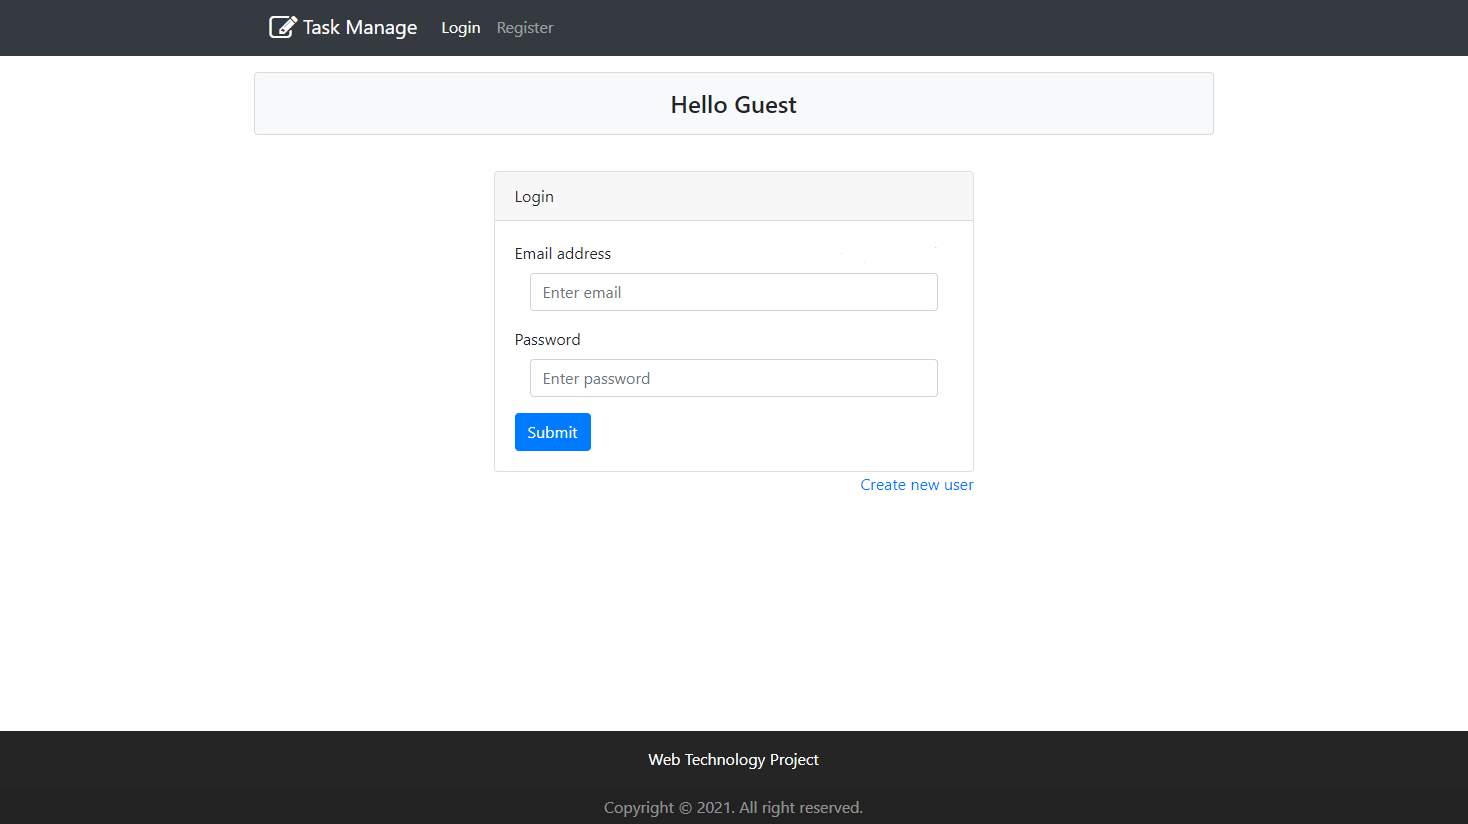 Task Manage Login Register
Hello Guest
Login
Email address
Enter email
Password
Enter password
Submit
Create new user
Web Technology Project
Copyright © 2021. All right reserved.